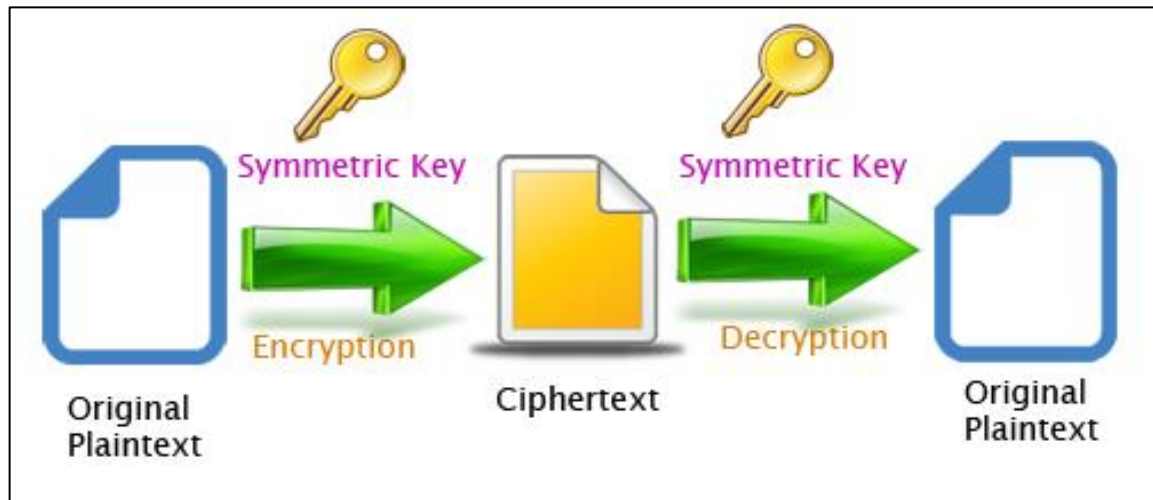 Symmetric Key
Symmetric Key
Encryption
Decryption
Original
Plaintext
Ciphertext
Original
Plaintext